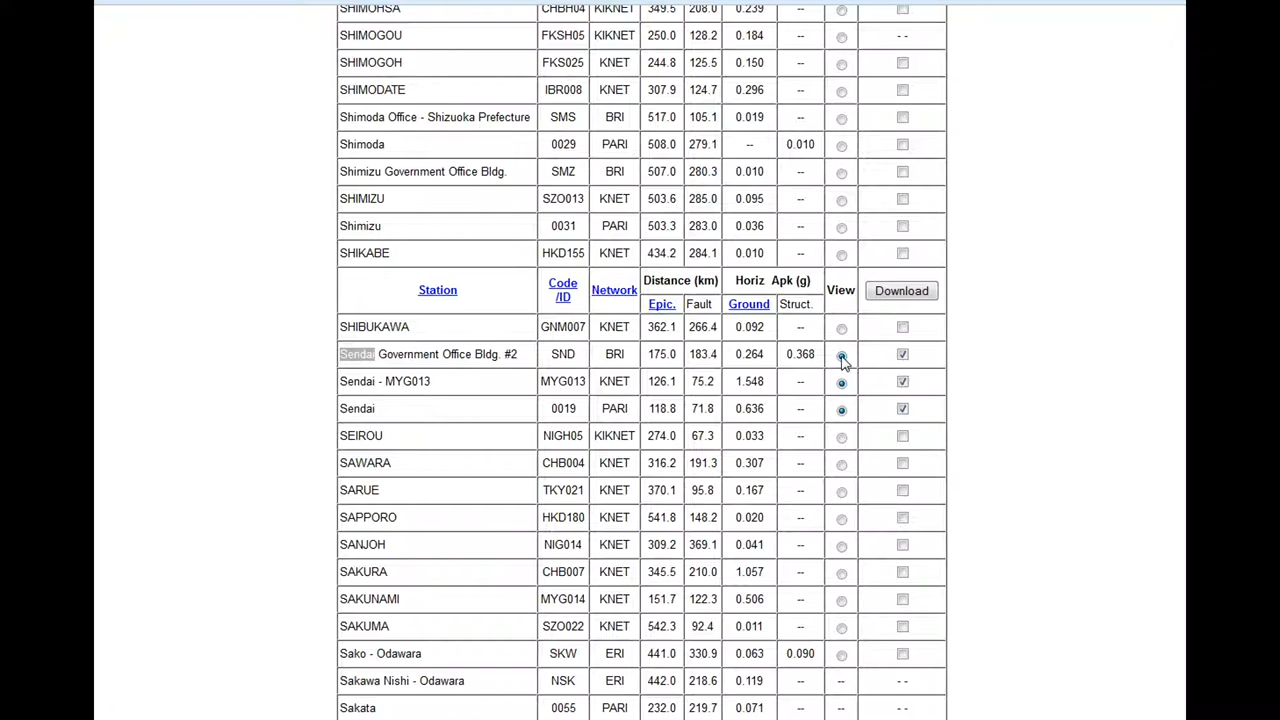 SHIMOHSA CHBH04 KIKNET 349.5 208.0 0.239 --
SHIMOGOU FKSH05 KIKNET 250.0 128.2 0.184 -- - -
SHIMOGOH FKS025 KNET 244.8 125.5 0.150 --
SHIMODATE IBR008 KNET 307.9 124.7 0.296 --
Shimoda Office - Shizuoka Prefecture SMS BRI 517.0 105.1 0.019 --
Shimoda 0029 PARI 508.0 279.1 -- 0.010
Shimizu Government Office Bldg. SMZ BRI 507.0 280.3 0.010 --
SHIMIZU SZO013 KNET 503.6 285.0 0.095 --
Shimizu 0031 PARI 503.3 283.0 0.036 --
SHIKABE HKD155 KNET 434.2 284.1 0.010 --
Station Code /ID Network Distance (km) Horiz Apk (g) View Download
Epic. Fault Ground Struct.
SHIBUKAWA GNM007 KNET 362.1 266.4 0.092 --
Sendai Government Office Bldg. #2 SND BRI 175.0 183.4 0.264 0.368
Sendai - MYG013 MYG013 KNET 126.1 75.2 1.548 --
Sendai 0019 PARI 118.8 71.8 0.636 --
SEIROU NIGH05 KIKNET 274.0 67.3 0.033 --
SAWARA CHB004 KNET 316.2 191.3 0.307 --
SARUE TKY021 KNET 370.1 95.8 0.167 --
SAPPORO HKD180 KNET 541.8 148.2 0.020 --
SANJOH NIG014 KNET 309.2 369.1 0.041 --
SAKURA CHB007 KNET 345.5 210.0 1.057 --
SAKUNAMI MYG014 KNET 151.7 122.3 0.506 --
SAKUMA SZO022 KNET 542.3 92.4 0.011 --
Sako - Odawara SKW ERI 441.0 330.9 0.063 0.090
Sakawa Nishi - Odawara NSK ERI 442.0 218.6 0.119 -- -- - -
Sakata 0055 PARI 232.0 219.7 0.071 -- -- - -